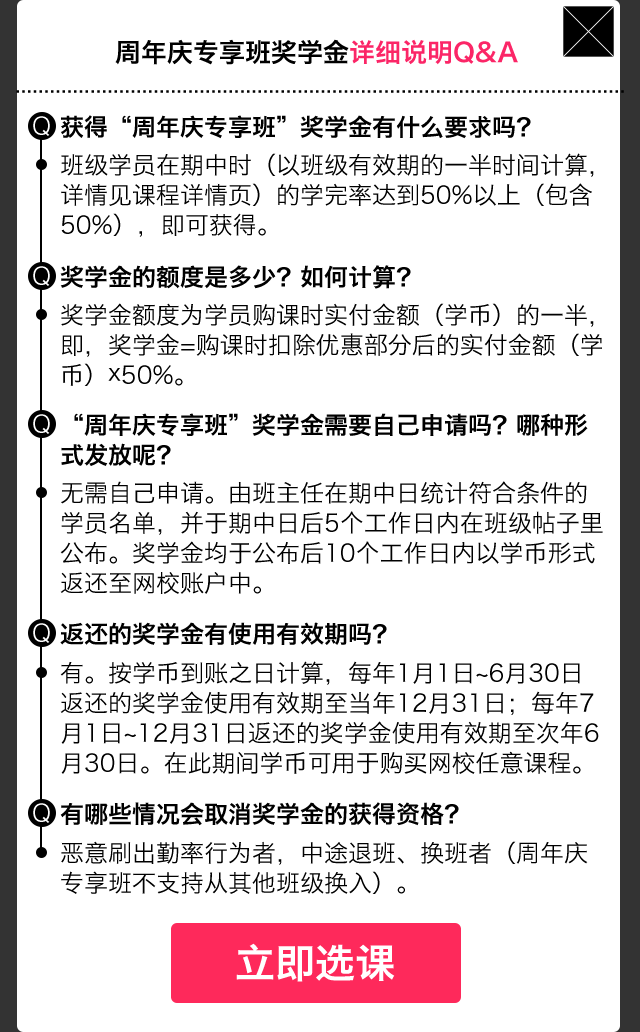 周年庆专享班奖学金详细说明Q&A
Q 获得“周年庆专享班”奖学金有什么要求吗？
班级学员在期中时（以班级有效期的一半时间计算，
详情见课程详情页）的学完率达到50%以上（包含
50%），即可获得。
Q 奖学金的额度是多少？如何计算？
奖学金额度为学员购课时实付金额（学币）的一半，
即，奖学金=购课时扣除优惠部分后的实付金额（学
币）x50%。
Q “周年庆专享班”奖学金需要自己申请吗？哪种形
式发放呢？
无需自己申请。由班主任在期中日统计符合条件的
学员名单，并于期中日后5个工作日内在班级帖子里
公布。奖学金均于公布后10个工作日内以学币形式
返还至网校账户中。
Q 返还的奖学金有使用有效期吗？
有。按学币到账之日计算，每年1月1日~6月30日
返还的奖学金使用有效期至当年12月31日；每年7
月1日~12月31日返还的奖学金使用有效期至次年6
月30日。在此期间学币可用于购买网校任意课程。
Q 有哪些情况会取消奖学金的获得资格？
恶意刷出勤率行为者，中途退班、换班者（周年庆
专享班不支持从其他班级换入）。
立即选课